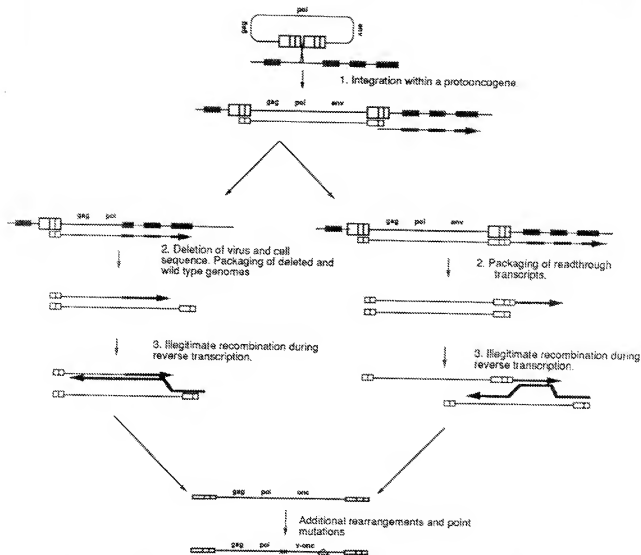 pol
gag
env
1. Integration within a protooncogene
gag pol env
gag pol
gag pol env
2. Deletion of virus and cell
sequence. Packaging of deleted and
wild type genomes
2. Packaging of readthrough
transcripts.
3. Illegitimate recombination during
reverse transcription.
3. Illegitimate recombination during
reverse transcription.
gag pol onc
Additional rearrangements and point
mutations
gag pol v-onc